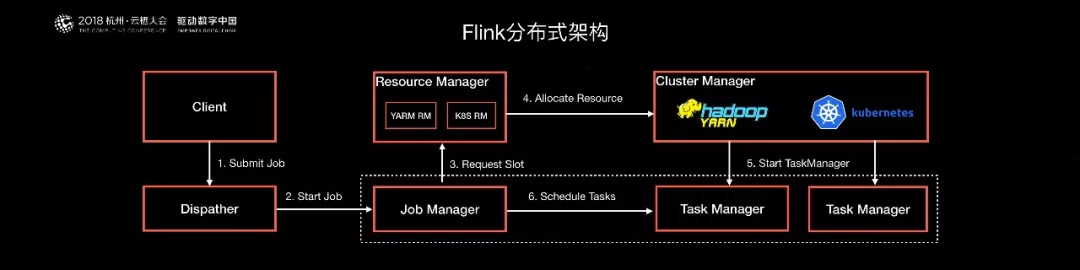 2018 杭州·云栖大会 驱动数字中国
THE COMPUTING CONFERENCE EMPOWER DIGITAL CHINA
Flink分布式架构
Client
Resource Manager
YARM RM
K8S RM
4. Allocate Resource
Cluster Manager
hadoop
YARN
kubernetes
1. Submit Job
3. Request Slot
5. Start TaskManager
Dispather
2. Start Job
Job Manager
6. Schedule Tasks
Task Manager
Task Manager